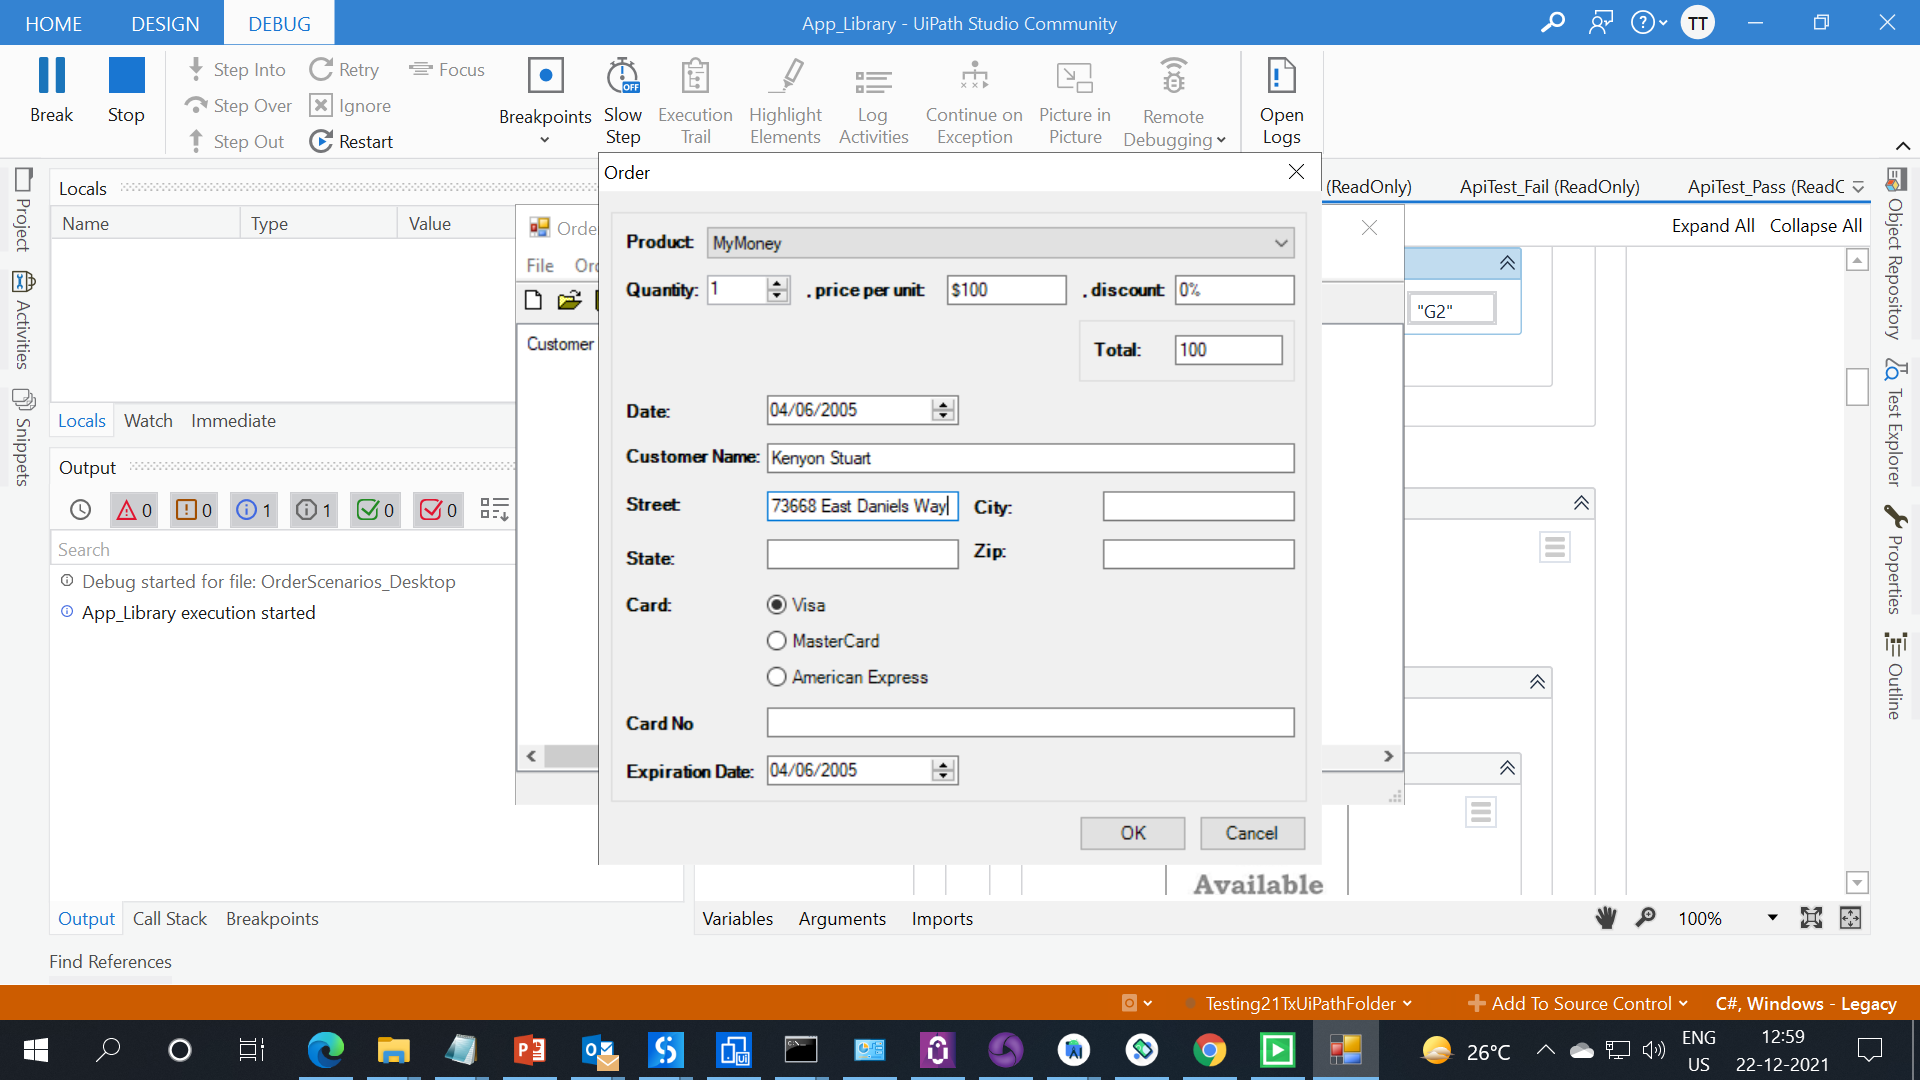 HOME DESIGN DEBUG App_Library - UiPath Studio Community TT
Break Stop Step Into Retry Focus
Step Over Ignore
Step Out Restart
Breakpoints Slow Step Execution Trail Highlight Elements Log Activities Continue on Exception Picture in Picture Remote Debugging Open Logs
Project
Activities
Snippets
Locals
Name Type Value
Locals Watch Immediate
Output
0 0 1 1 0 0
Search
Debug started for file: OrderScenarios_Desktop
App_Library execution started
Output Call Stack Breakpoints
Find References
File
Customer
Order
Product: MyMoney
Quantity: 1 , price per unit: $100 , discount: 0%
Total: 100
Date: 04/06/2005
Customer Name: Kenyon Stuart
Street: 73668 East Daniels Way City:
State: Zip:
Card: Visa
MasterCard
American Express
Card No
Expiration Date: 04/06/2005
OK Cancel
(ReadOnly) ApiTest_Fail (ReadOnly) ApiTest_Pass (ReadC
Expand All Collapse All
"G2"
Available
Variables Arguments Imports 100%
Object Repository
Test Explorer
Properties
Outline
Testing21TxUiPathFolder Add To Source Control C#, Windows - Legacy
26°C ENG US 12:59 22-12-2021